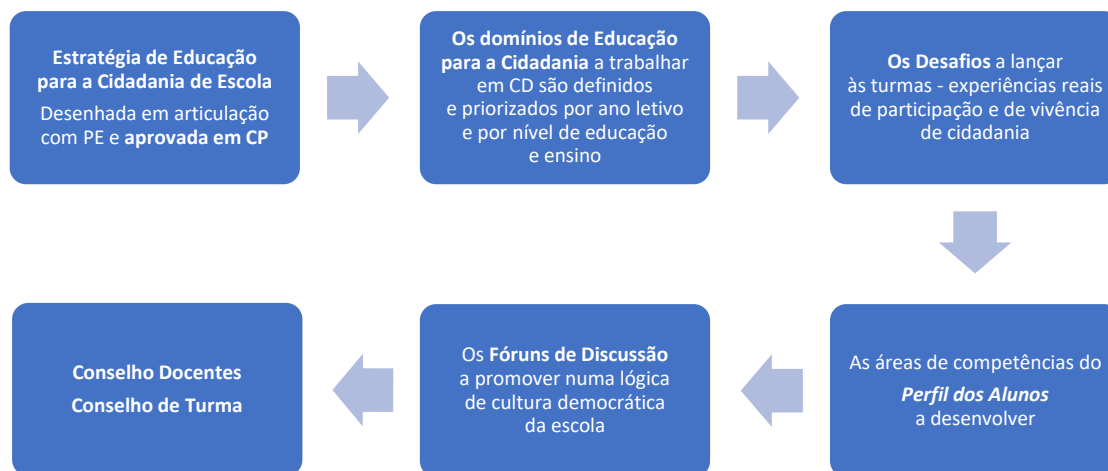 Estratégia de Educação
para a Cidadania de Escola
Desenhada em articulação
com PE e aprovada em CP
Os domínios de Educação
para a Cidadania a trabalhar
em CD são definidos
e priorizados por ano letivo
e por nível de educação
e ensino
Os Desafios a lançar
às turmas - experiências reais
de participação e de vivência
de cidadania
As áreas de competências do
Perfil dos Alunos
a desenvolver
Os Fóruns de Discussão
a promover numa lógica
de cultura democrática
da escola
Conselho Docentes
Conselho de Turma